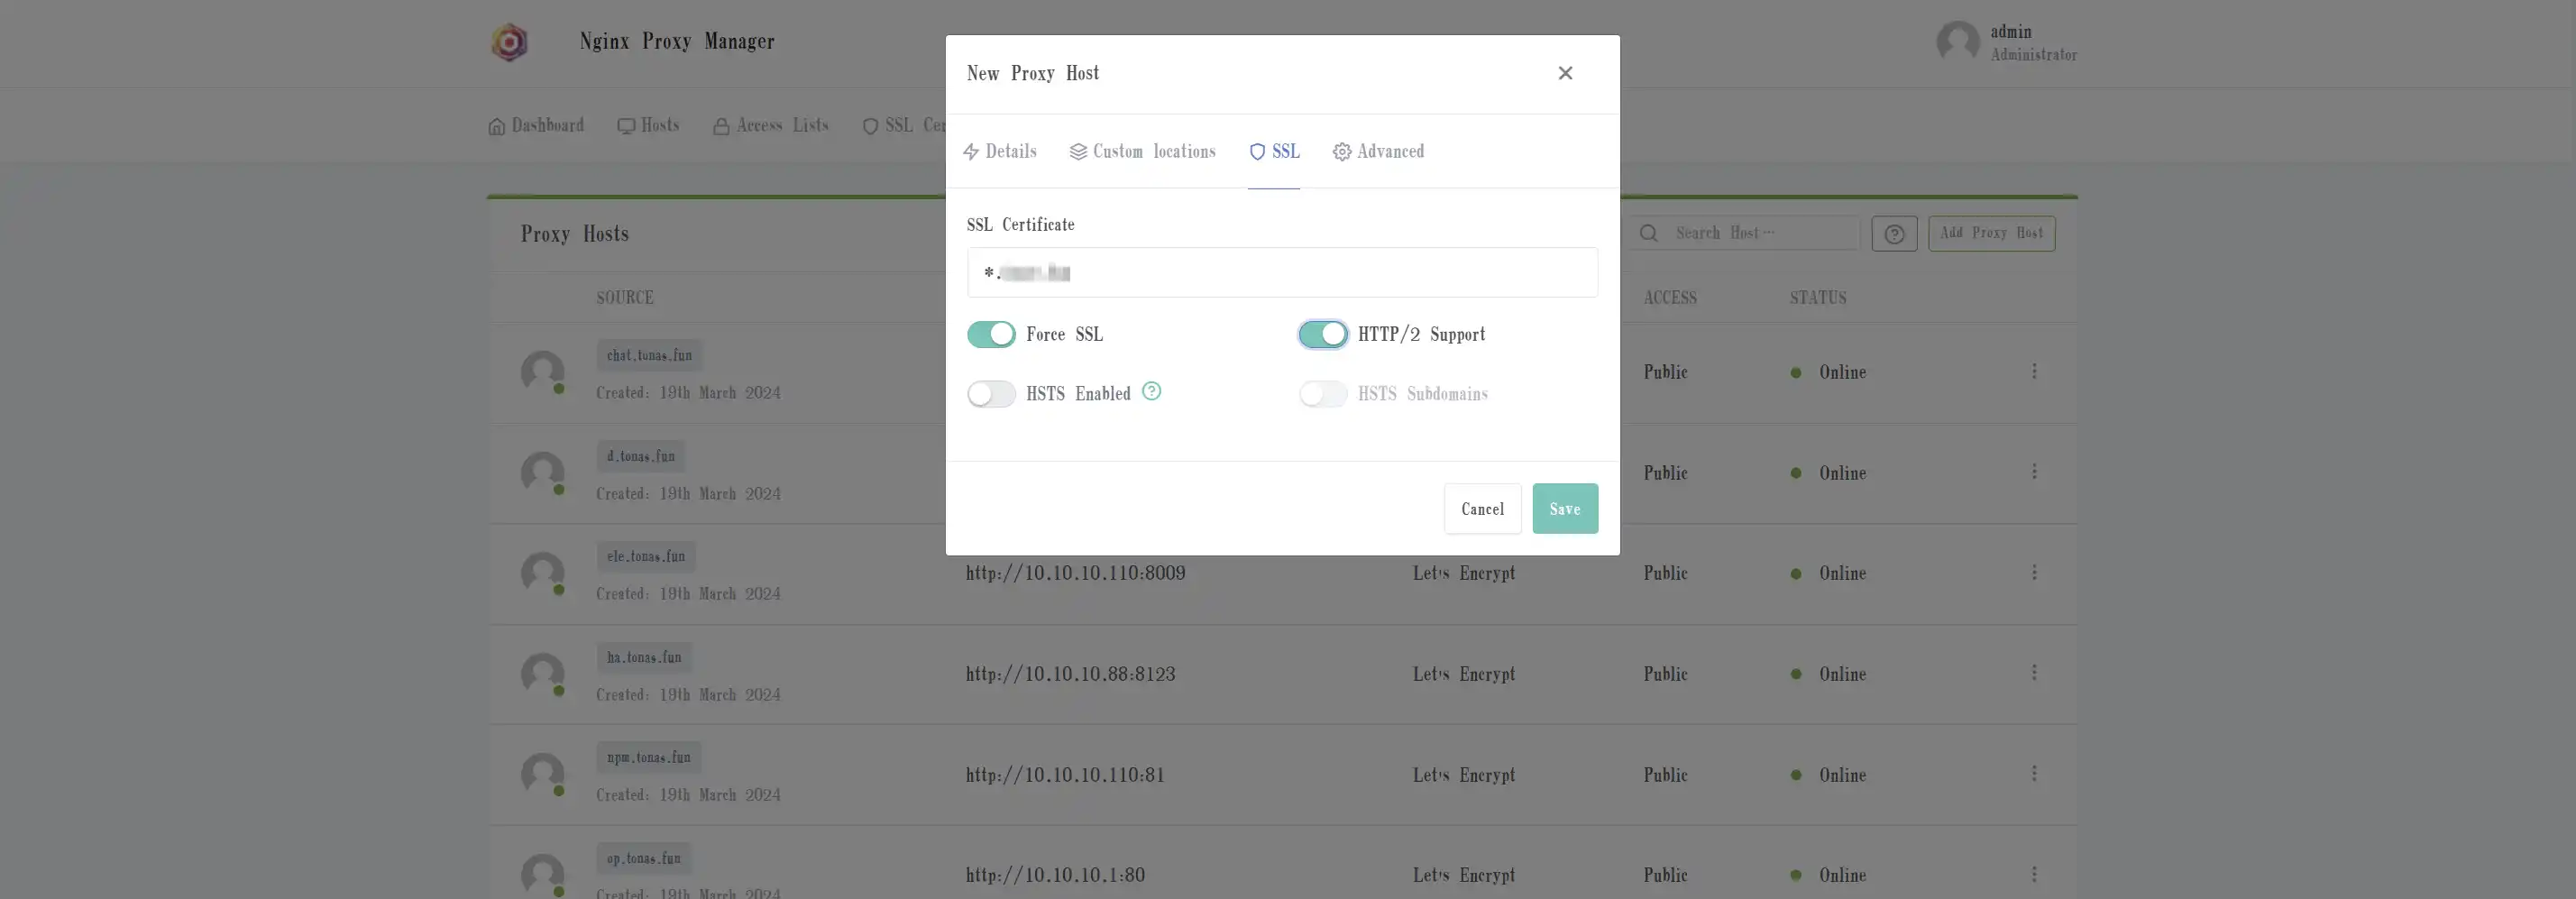 Nginx Proxy Manager
admin
Administrator
Dashboard Hosts Access Lists SSL Cer
New Proxy Host
Details Custom locations SSL Advanced
SSL Certificate
*.
Force SSL HTTP/2 Support
HSTS Enabled HSTS Subdomains
Cancel Save
Proxy Hosts Search Host… Add Proxy Host
SOURCE ACCESS STATUS
chat.tonas.fun
Created: 19th March 2024 Public Online
d.tonas.fun
Created: 19th March 2024 Public Online
ele.tonas.fun
Created: 19th March 2024 http://10.10.10.110:8009 Let's Encrypt Public Online
ha.tonas.fun
Created: 19th March 2024 http://10.10.10.88:8123 Let's Encrypt Public Online
npm.tonas.fun
Created: 19th March 2024 http://10.10.10.110:81 Let's Encrypt Public Online
op.tonas.fun
Created: 19th March 2024 http://10.10.10.1:80 Let's Encrypt Public Online